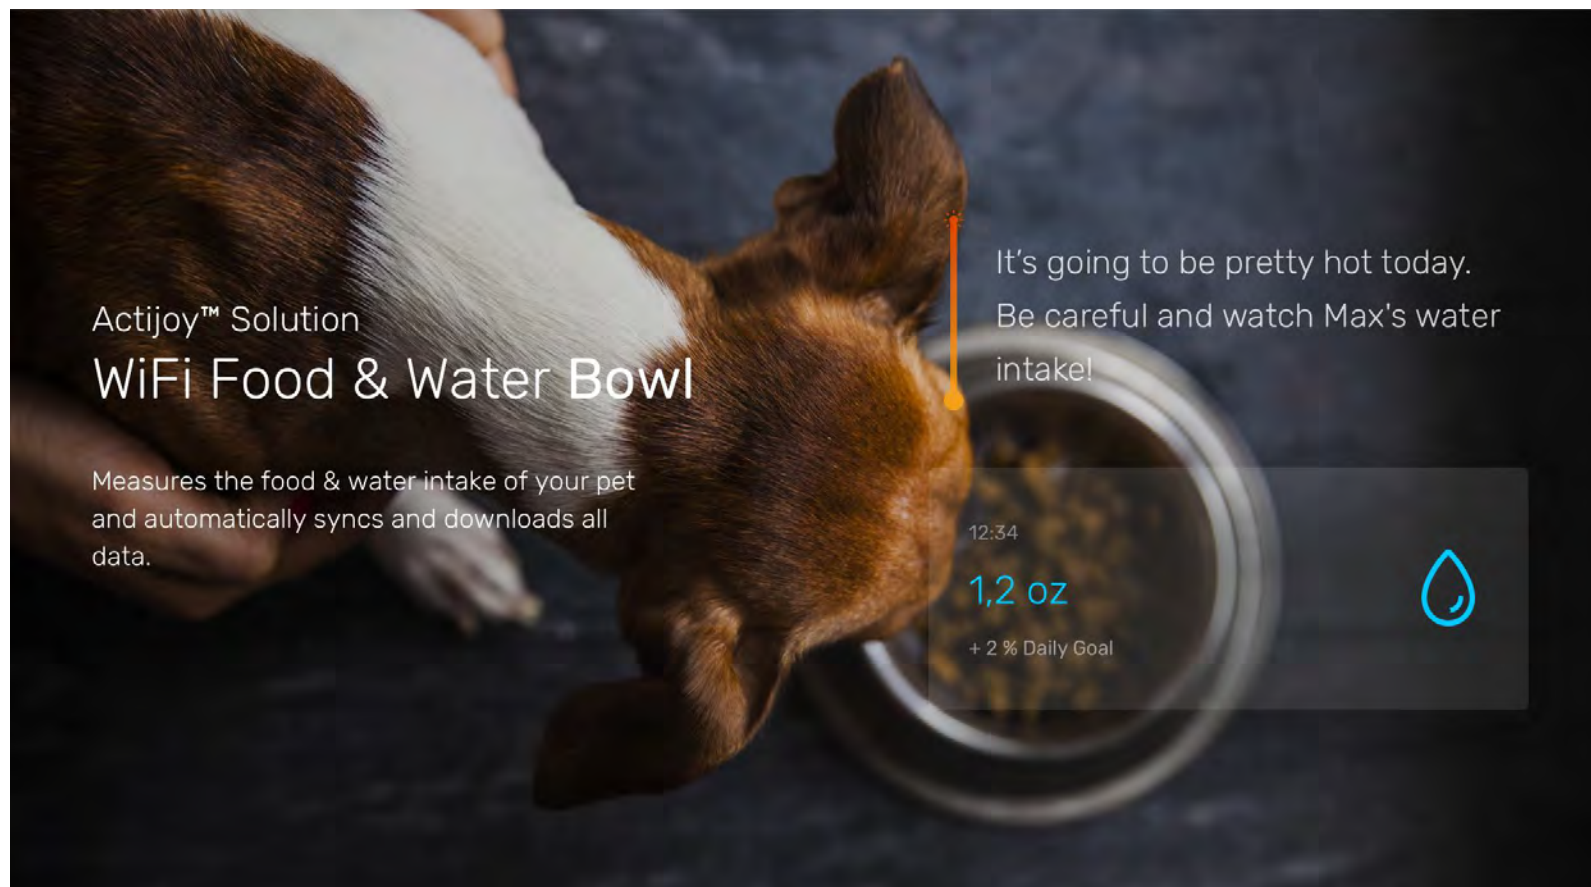 Actijoy™ Solution
WiFi Food & Water Bowl
Measures the food & water intake of your pet
and automatically syncs and downloads all
data.
It's going to be pretty hot today.
Be careful and watch Max's water
intake!
12:34
1,2 oz
+ 2 % Daily Goal